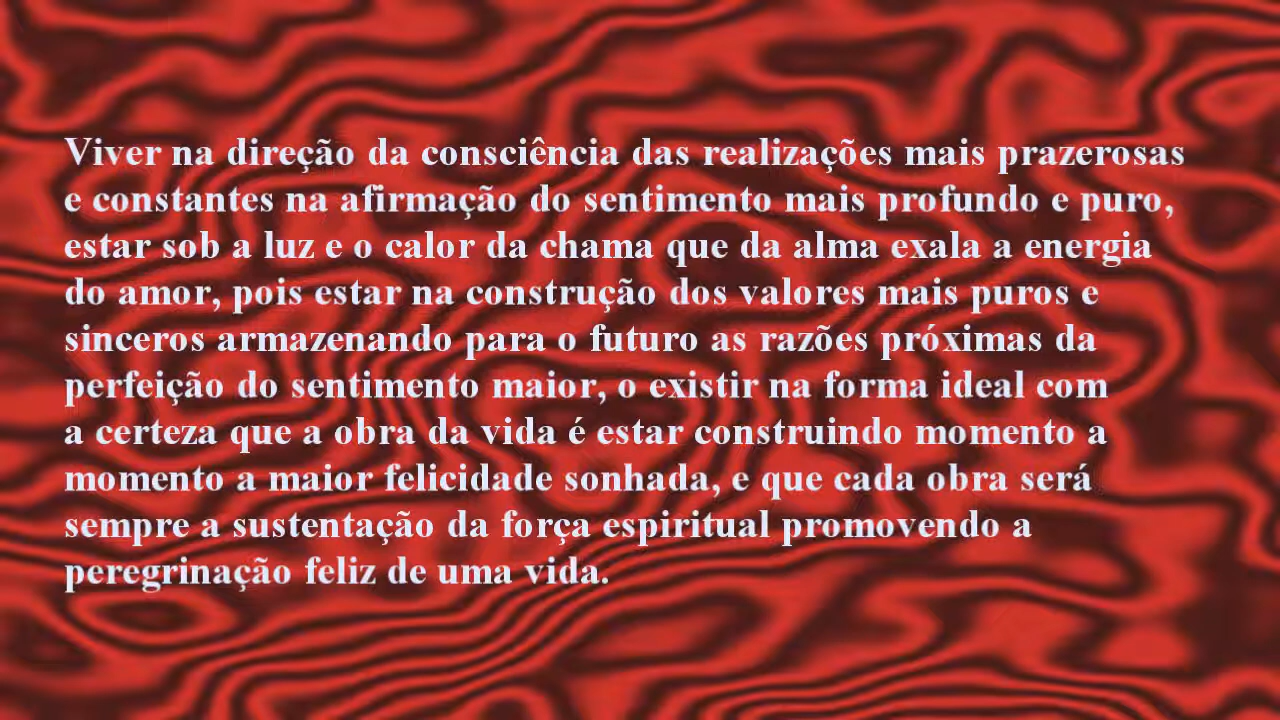 Viver na direção da consciência das realizações mais prazerosas
e constantes na afirmação do sentimento mais profundo e puro,
estar sob a luz e o calor da chama que da alma exala a energia
do amor, pois estar na construção dos valores mais puros e
sinceros armazenando para o futuro as razões próximas da
perfeição do sentimento maior, o existir na forma ideal com
a certeza que a obra da vida é estar construindo momento a
momento a maior felicidade sonhada, e que cada obra será
sempre a sustentação da força espiritual promovendo a
peregrinação feliz de uma vida.